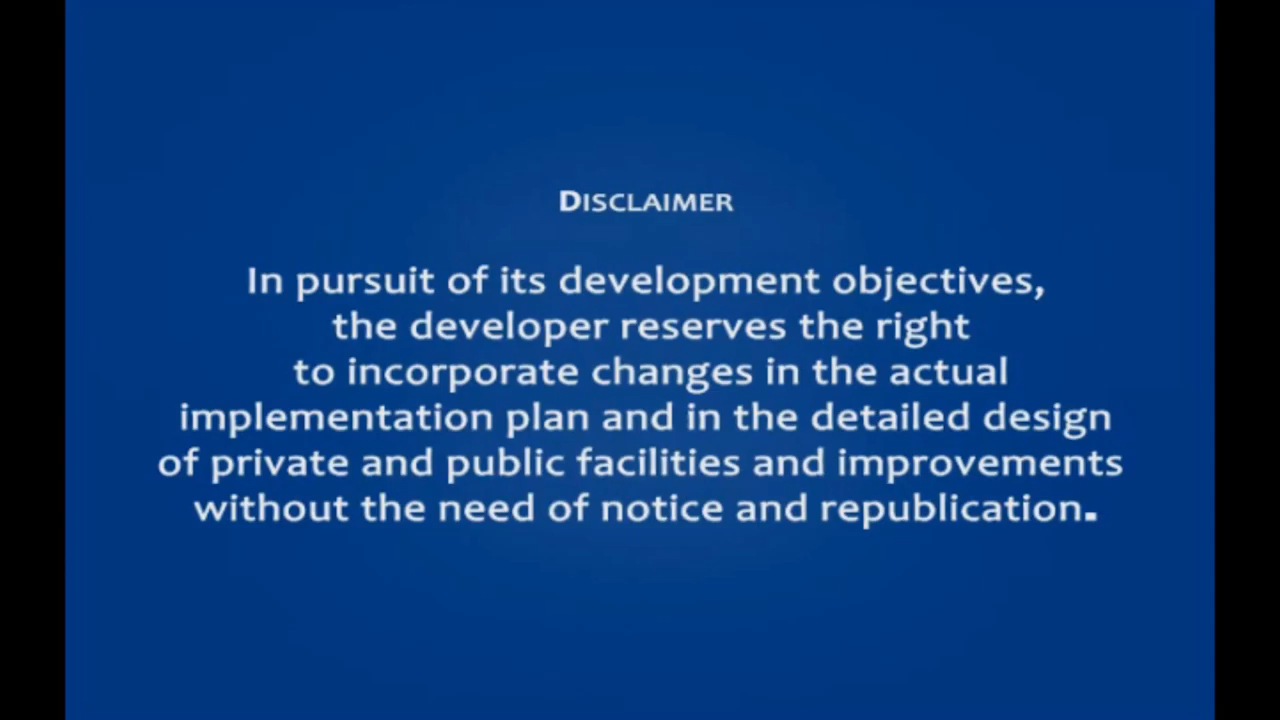 DISCLAIMER
In pursuit of its development objectives,
the developer reserves the right
to incorporate changes in the actual
implementation plan and in the detailed design
of private and public facilities and improvements
without the need of notice and republication.